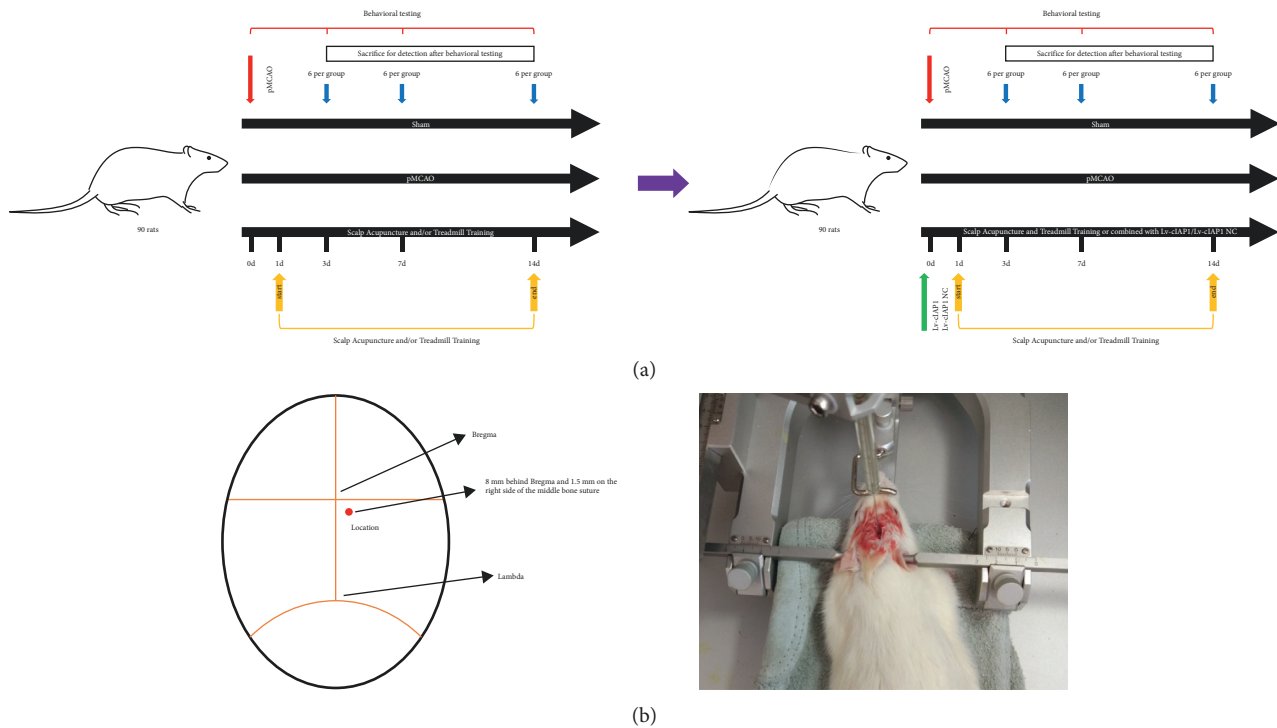 Behavioral testing
Sacrifice for detection after behavioral testing
pMCAO
6 per group
6 per group
6 per group
Sham
pMCAO
90 rats
Scalp Acupuncture and/or Treadmill Training
0d
1d
3d
7d
14d
start
end
Scalp Acupuncture and/or Treadmill Training
Behavioral testing
Sacrifice for detection after behavioral testing
pMCAO
6 per group
6 per group
6 per group
Sham
pMCAO
90 rats
Scalp Acupuncture and Treadmill Training or combined with Lv-cIAP1/Lv-cIAP1 NC
0d
1d
3d
7d
14d
Lv-cIAP1
Lv-cIAP1 NC
start
end
Scalp Acupuncture and/or Treadmill Training
(a)
Bregma
8 mm behind Bregma and 1.5 mm on the
right side of the middle bone suture
Location
Lambda
(b)